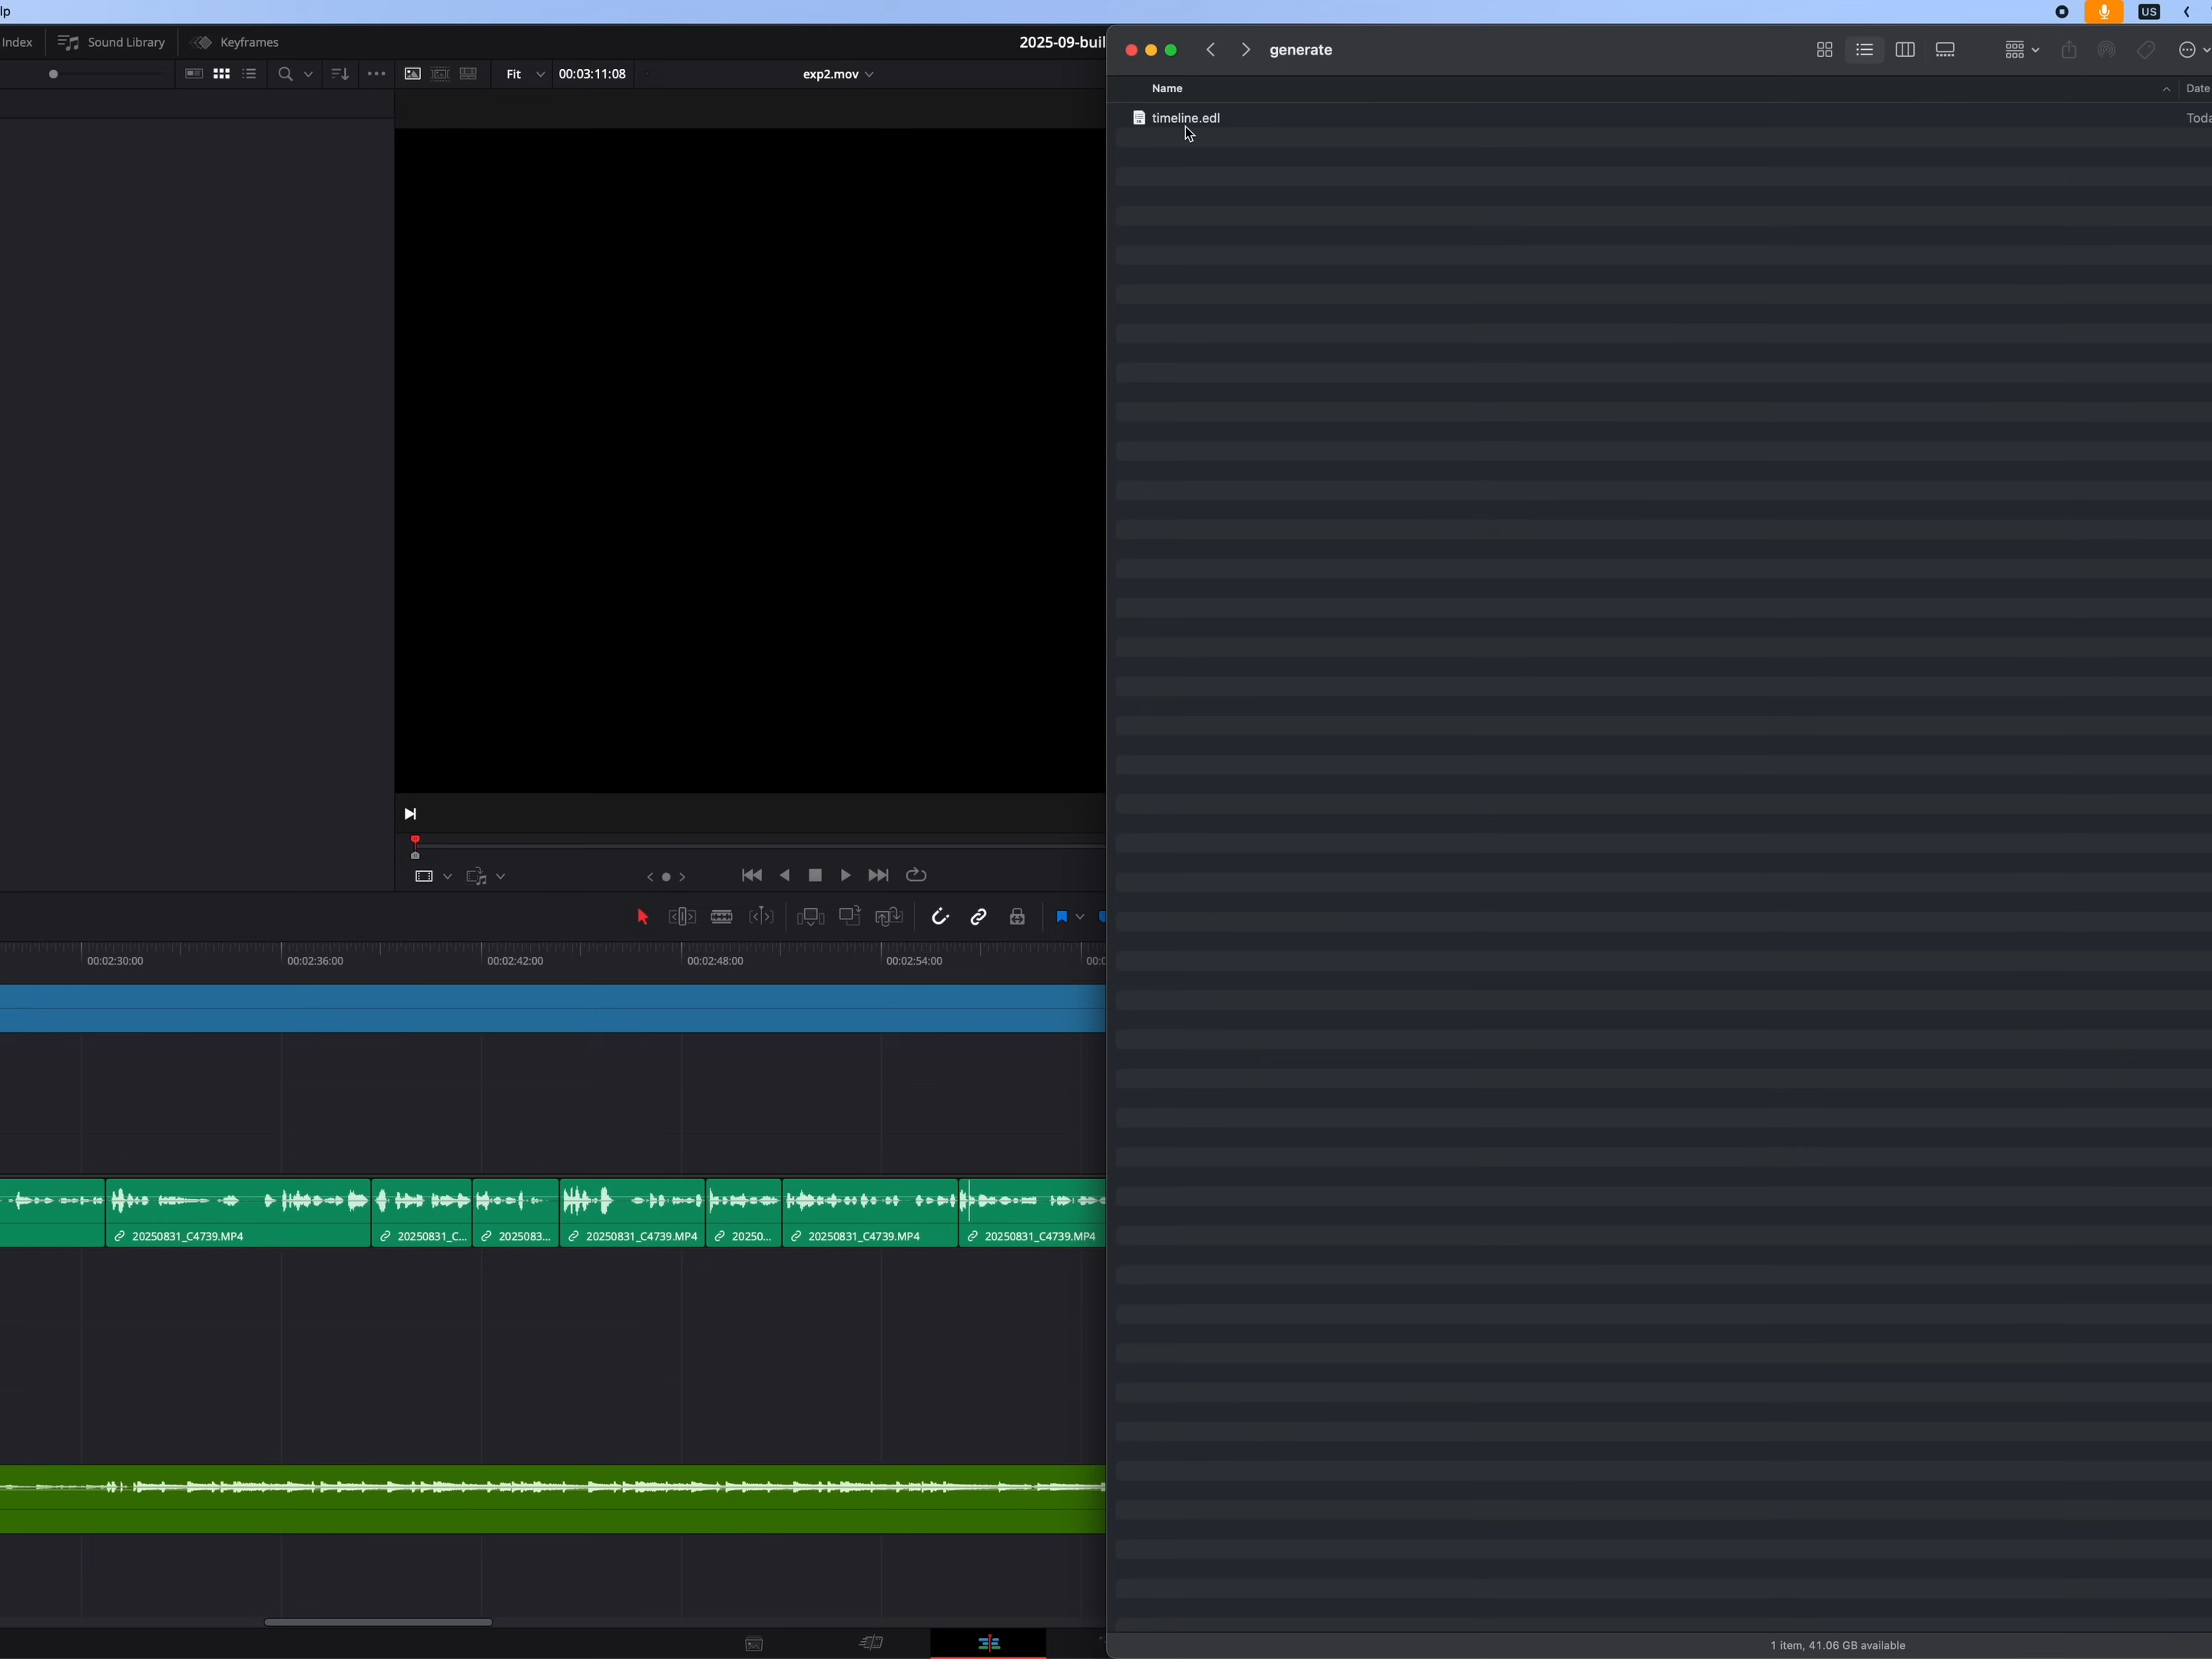 lp
US
Index
Sound Library
Keyframes
2025-09-buil
generate
Fit
00:03:11:08
exp2.mov
Name
Date
timeline.edl
Toda
00:02:30:00
00:02:36:00
00:02:42:00
00:02:48:00
00:02:54:00
00:0
20250831_C4739.MP4
20250831_C...
2025083...
20250831_C4739.MP4
20250...
20250831_C4739.MP4
20250831_C4739.MP4
1 item, 41.06 GB available